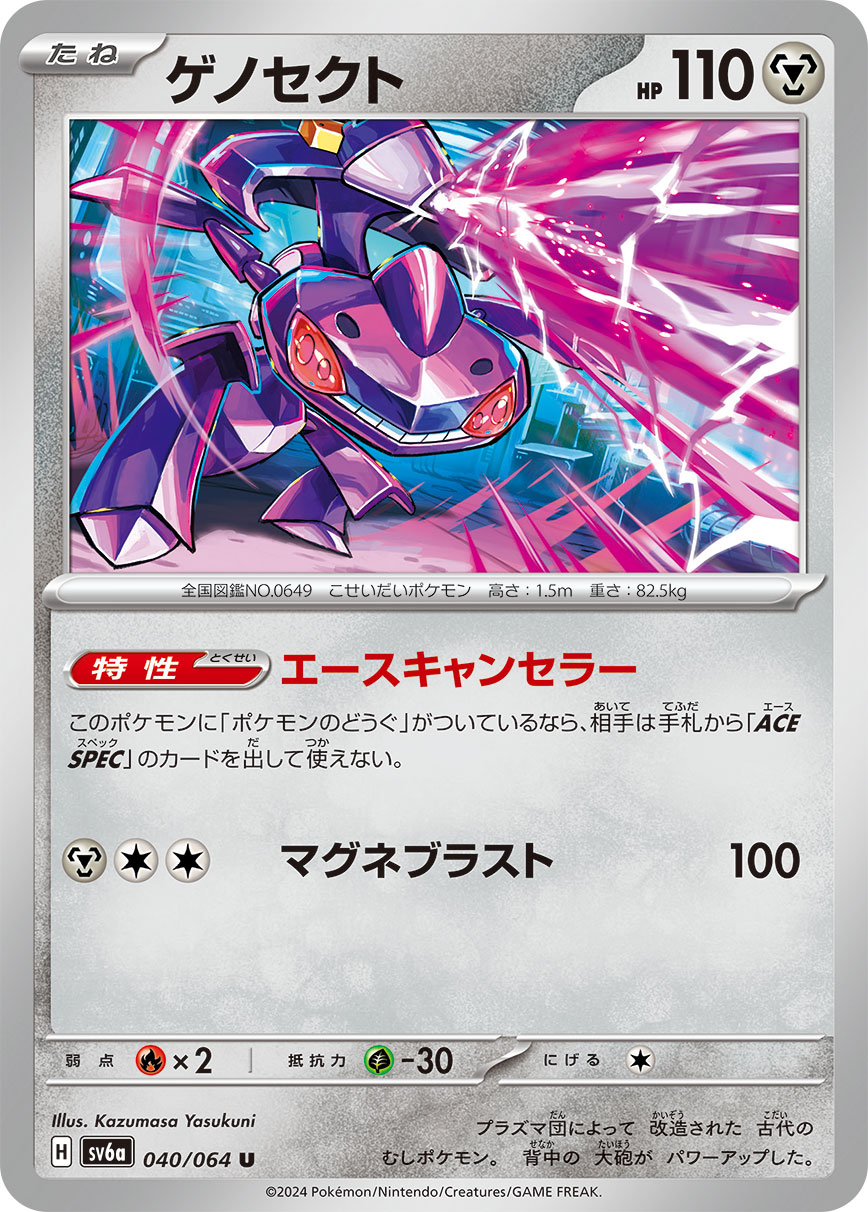 たね
ゲノセクト
HP 110
全国図鑑NO.0649 こせいだいポケモン 高さ:1.5m 重さ:82.5kg
特性
とくせい
エースキャンセラー
あいて てふだ エース
このポケモンに「ポケモンのどうぐ」がついているなら、相手は手札から「ACE
スペック だ つか
SPEC」のカードを出して使えない。
マグネブラスト 100
弱点 ×2 抵抗力 -30 にげる
Illus. Kazumasa Yasukuni
だん かいぞう こだい
プラズマ団によって 改造された 古代の
せなか たいほう
むしポケモン。 背中の 大砲が パワーアップした。
H sv6a 040/064 U
©2024 Pokémon/Nintendo/Creatures/GAME FREAK.